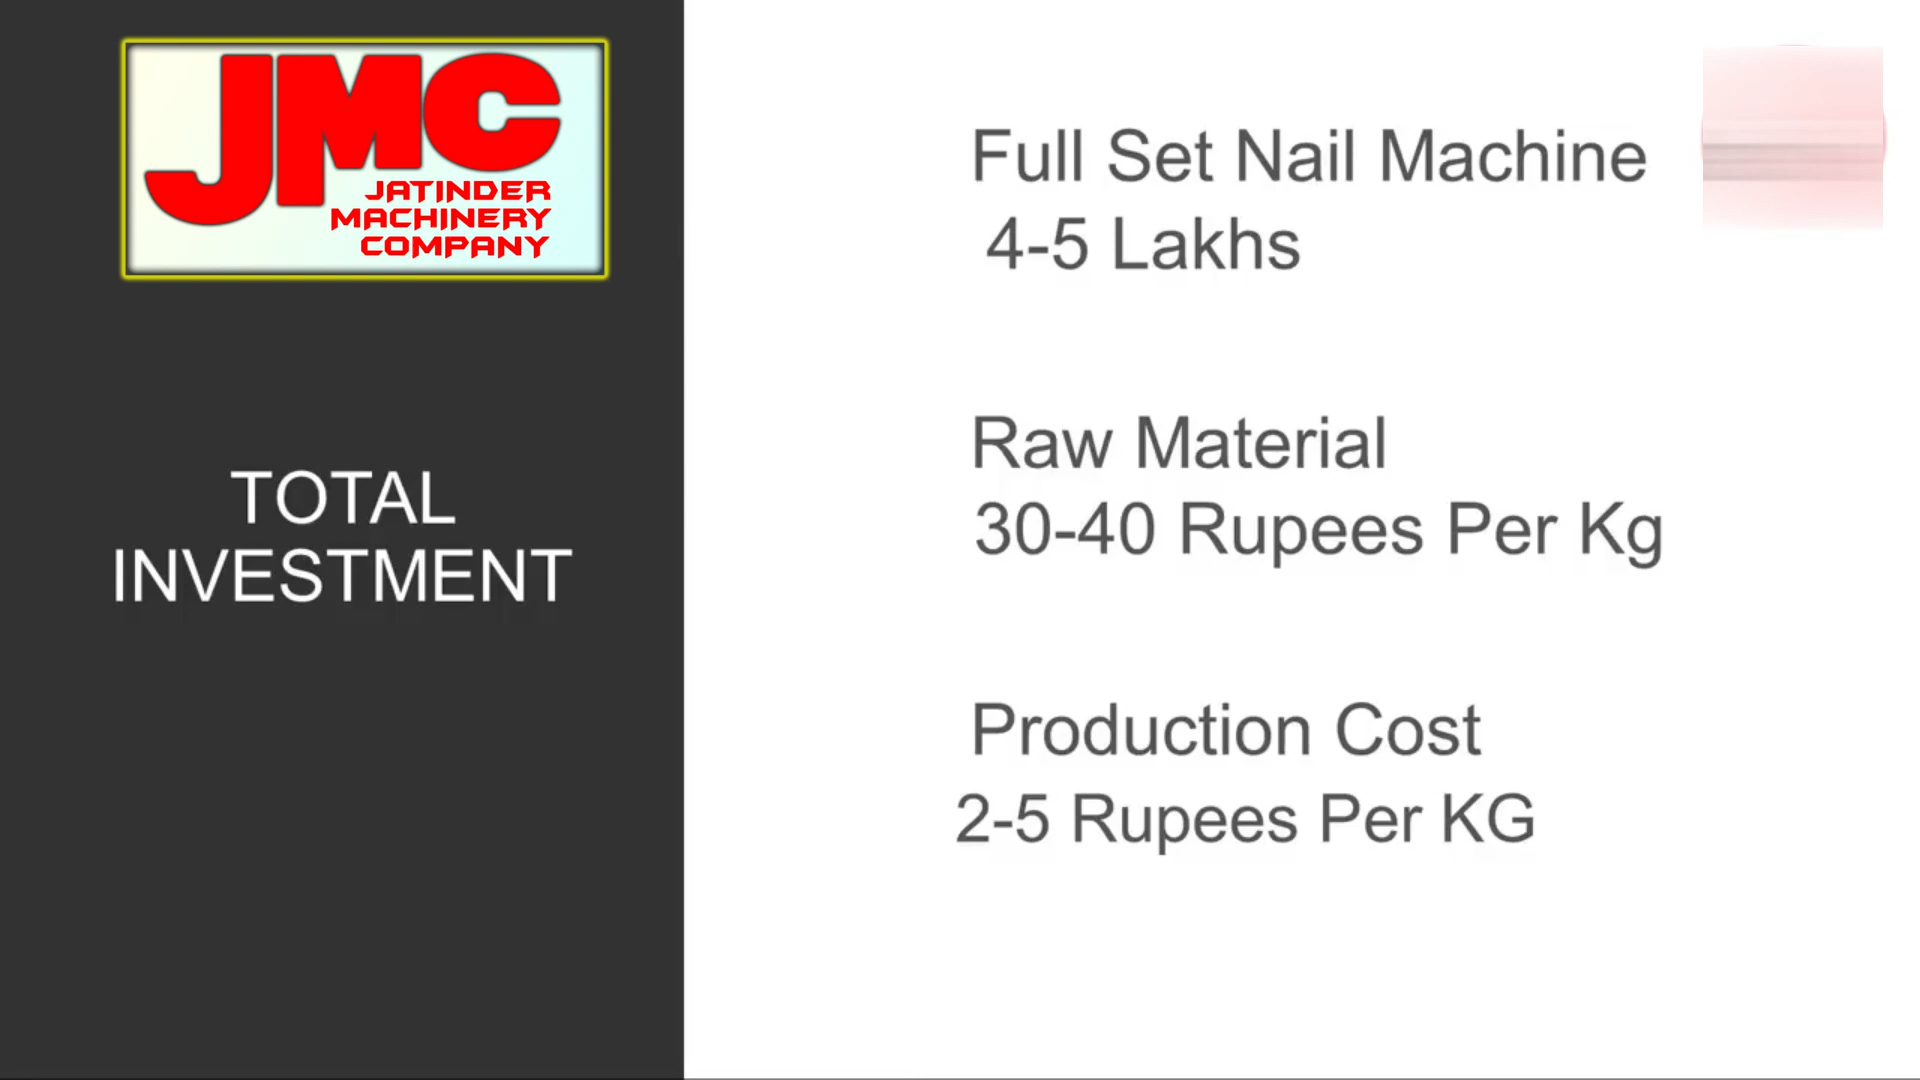 JMC
JATINDER
MACHINERY
COMPANY
TOTAL
INVESTMENT
Full Set Nail Machine
4-5 Lakhs
Raw Material
30-40 Rupees Per Kg
Production Cost
2-5 Rupees Per KG